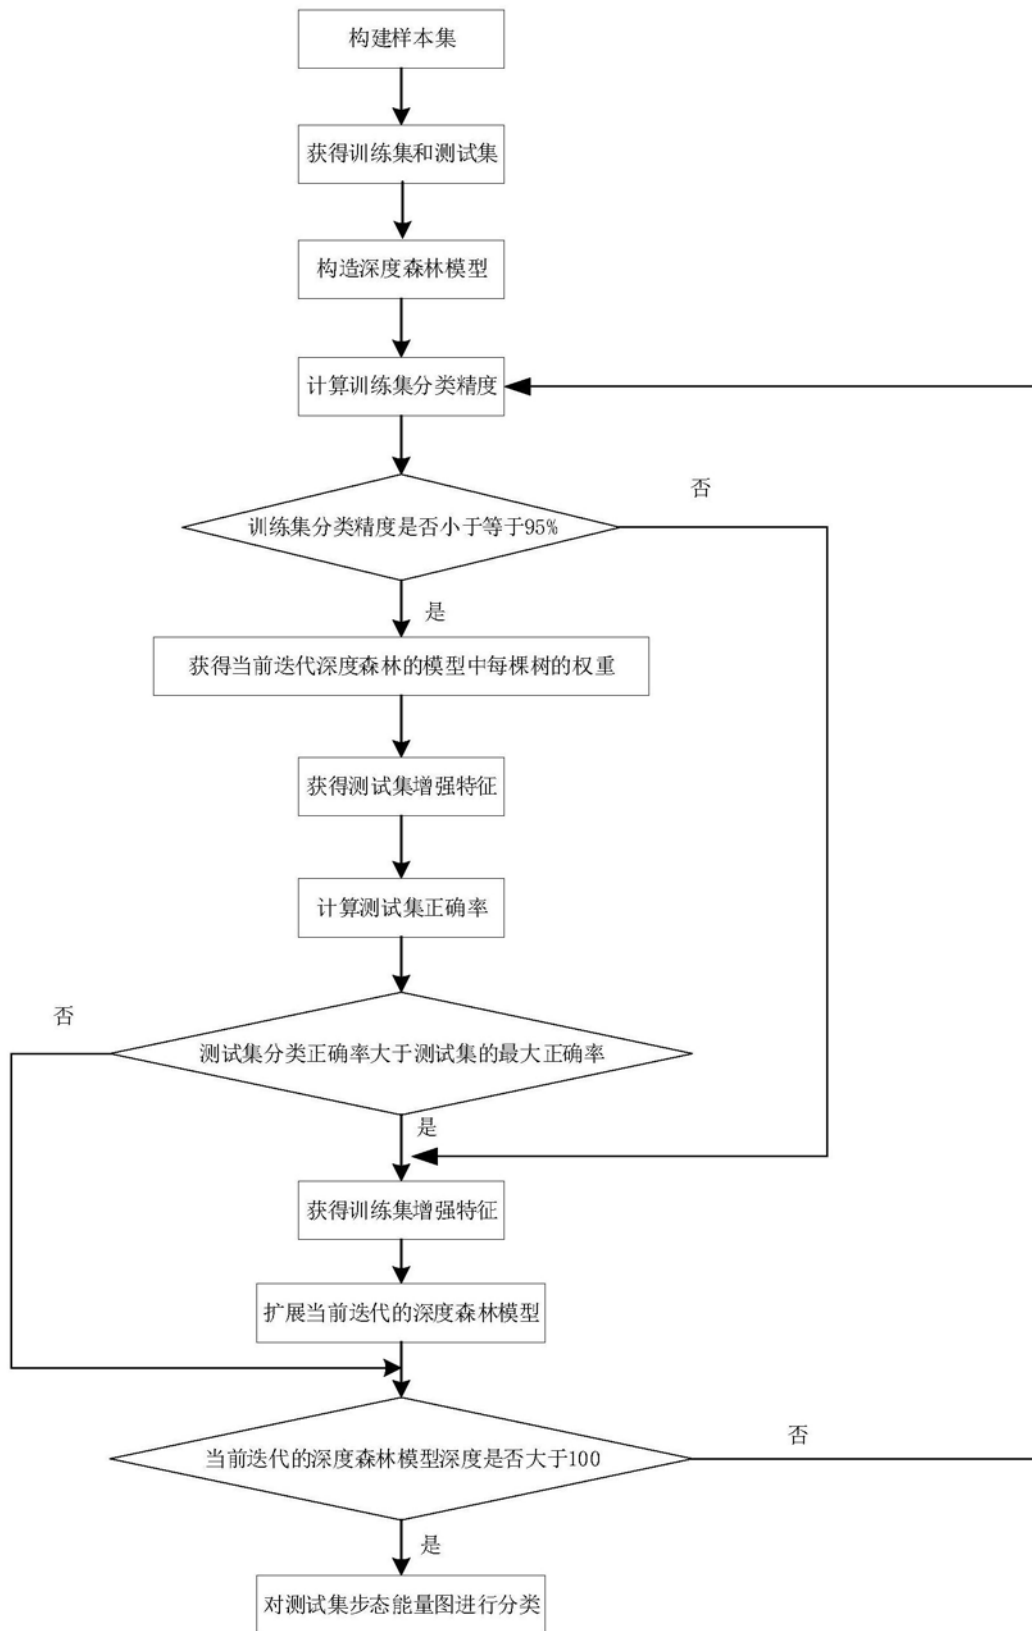 构建样本集
获得训练集和测试集
构造深度森林模型
计算训练集分类精度
否
训练集分类精度是否小于等于95%
是
获得当前迭代深度森林的模型中每棵树的权重
获得测试集增强特征
计算测试集正确率
否
测试集分类正确率大于测试集的最大正确率
是
获得训练集增强特征
扩展当前迭代的深度森林模型
否
当前迭代的深度森林模型深度是否大于100
是
对测试集步态能量图进行分类